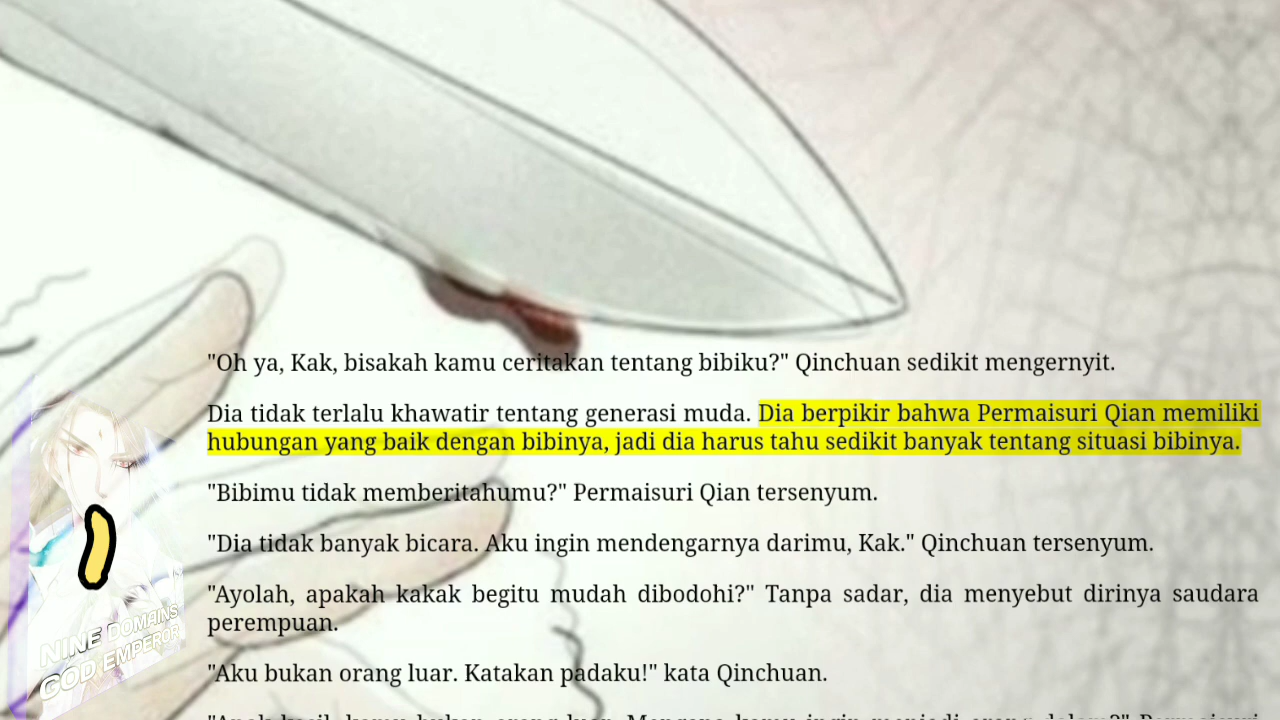 "Oh ya, Kak, bisakah kamu ceritakan tentang bibiku?" Qinchuan sedikit mengernyit.
Dia tidak terlalu khawatir tentang generasi muda. Dia berpikir bahwa Permaisuri Qian memiliki
hubungan yang baik dengan bibinya, jadi dia harus tahu sedikit banyak tentang situasi bibinya.
"Bibimu tidak memberitahumu?" Permaisuri Qian tersenyum.
"Dia tidak banyak bicara. Aku ingin mendengarnya darimu, Kak." Qinchuan tersenyum.
"Ayolah, apakah kakak begitu mudah dibodohi?" Tanpa sadar, dia menyebut dirinya saudara
perempuan.
"Aku bukan orang luar. Katakan padaku!" kata Qinchuan.
NINE DOMAINS
GOD EMPEROR